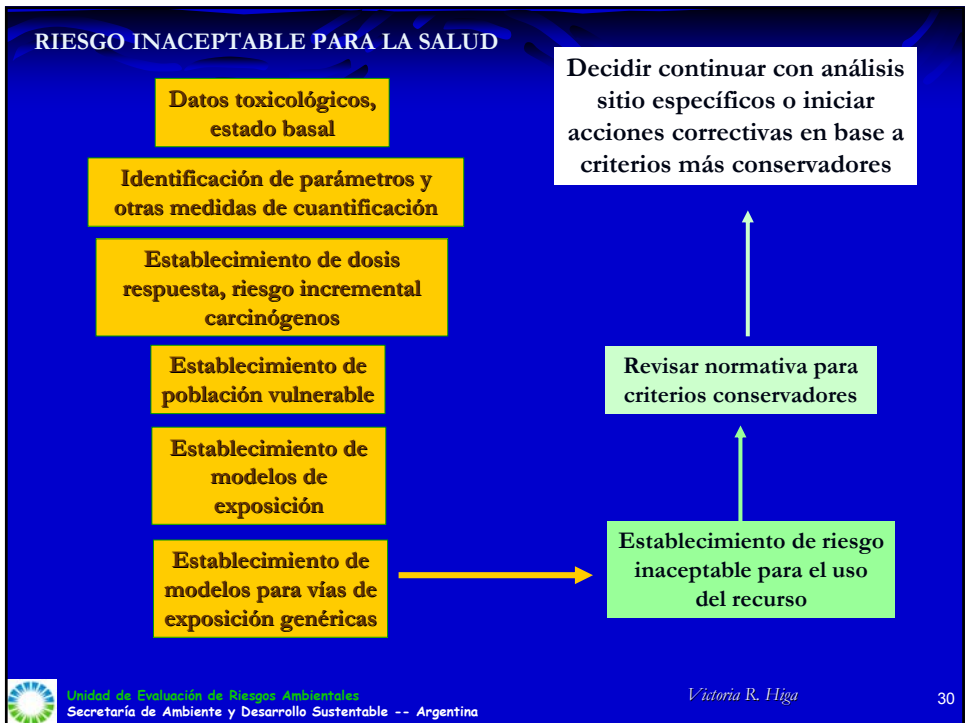 RIESGO INACEPTABLE PARA LA SALUD
Datos toxicológicos,
estado basal
Identificación de parámetros y
otras medidas de cuantificación
Establecimiento de dosis
respuesta, riesgo incremental
carcinógenos
Establecimiento de
población vulnerable
Establecimiento de
modelos de
exposición
Establecimiento de
modelos para vías de
exposición genéricas
Decidir continuar con análisis
sitio específicos o iniciar
acciones correctivas en base a
criterios más conservadores
Revisar normativa para
criterios conservadores
Establecimiento de riesgo
inaceptable para el uso
del recurso
Unidad de Evaluación de Riesgos Ambientales
Secretaría de Ambiente y Desarrollo Sustentable -- Argentina
Victoria R. Higa
30